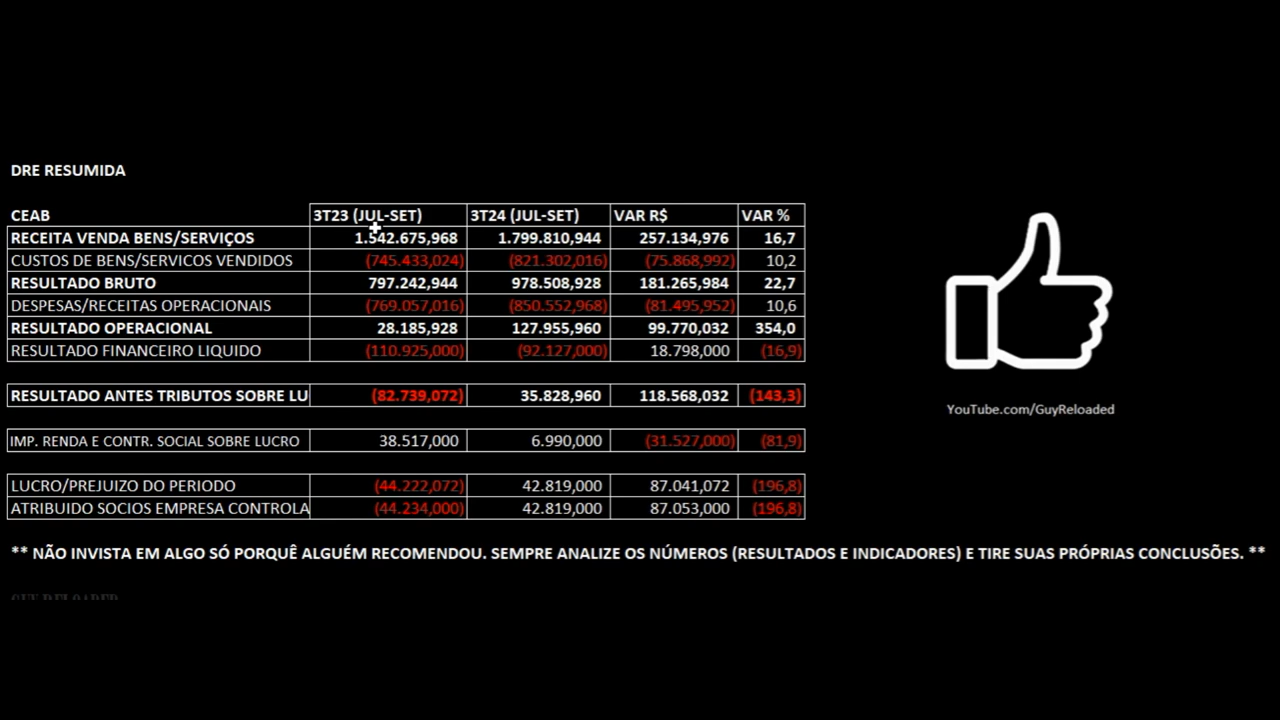 DRE RESUMIDA
CEAB 3T23 (JUL-SET) 3T24 (JUL-SET) VAR R$ VAR %
RECEITA VENDA BENS/SERVIÇOS 1.542.675,968 1.799.810,944 257.134,976 16,7
CUSTOS DE BENS/SERVICOS VENDIDOS (745.433,024) (821.302,016) (75.868,992) 10,2
RESULTADO BRUTO 797.242,944 978.508,928 181.265,984 22,7
DESPESAS/RECEITAS OPERACIONAIS (769.057,016) (850.552,968) (81.495,952) 10,6
RESULTADO OPERACIONAL 28.185,928 127.955,960 99.770,032 354,0
RESULTADO FINANCEIRO LIQUIDO (110.925,000) (92.127,000) 18.798,000 (16,9)
RESULTADO ANTES TRIBUTOS SOBRE LU (82.739,072) 35.828,960 118.568,032 (143,3)
YouTube.com/GuyReloaded
IMP. RENDA E CONTR. SOCIAL SOBRE LUCRO 38.517,000 6.990,000 (31.527,000) (81,9)
LUCRO/PREJUIZO DO PERIODO (44.222,072) 42.819,000 87.041,072 (196,8)
ATRIBUIDO SOCIOS EMPRESA CONTROLA (44.234,000) 42.819,000 87.053,000 (196,8)
** NÃO INVISTA EM ALGO SÓ PORQUÊ ALGUÉM RECOMENDOU. SEMPRE ANALIZE OS NÚMEROS (RESULTADOS E INDICADORES) E TIRE SUAS PRÓPRIAS CONCLUSÕES. **
GUY RELOADED